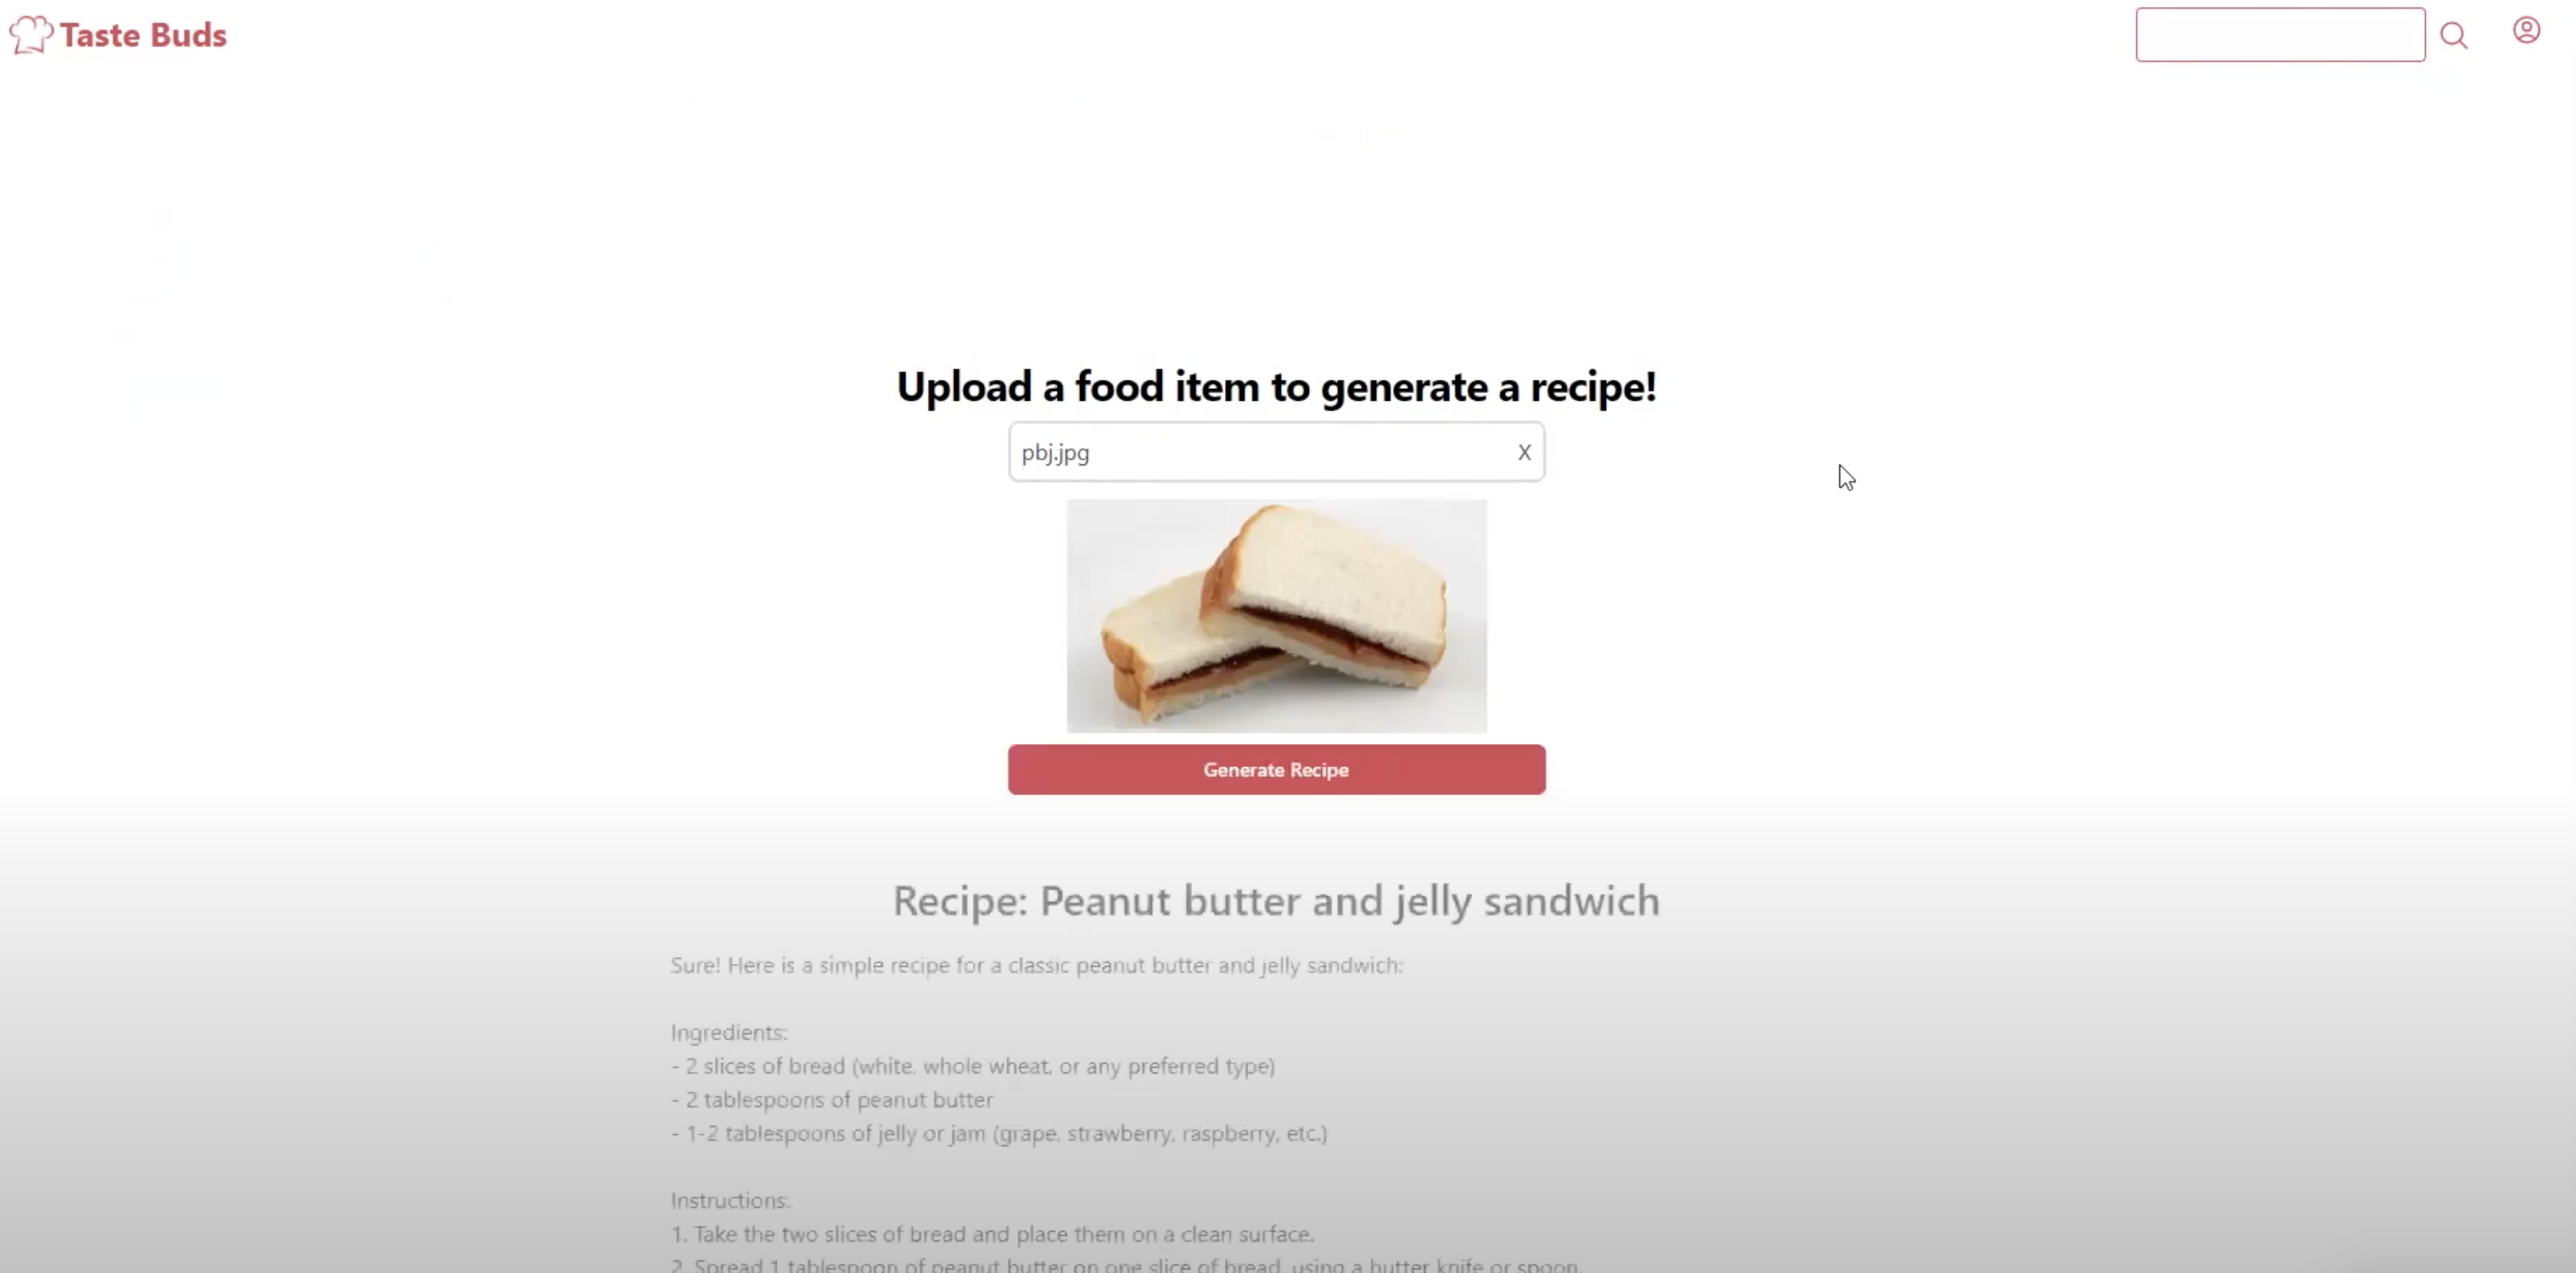 Taste Buds
Upload a food item to generate a recipe!
pbj.jpg X
Generate Recipe
Recipe: Peanut butter and jelly sandwich
Sure! Here is a simple recipe for a classic peanut butter and jelly sandwich:
Ingredients:
- 2 slices of bread (white, whole wheat, or any preferred type)
- 2 tablespoons of peanut butter
- 1-2 tablespoons of jelly or jam (grape, strawberry, raspberry, etc.)
Instructions:
1. Take the two slices of bread and place them on a clean surface.
2. Spread 1 tablespoon of peanut butter on one slice of bread, using a butter knife or spoon.